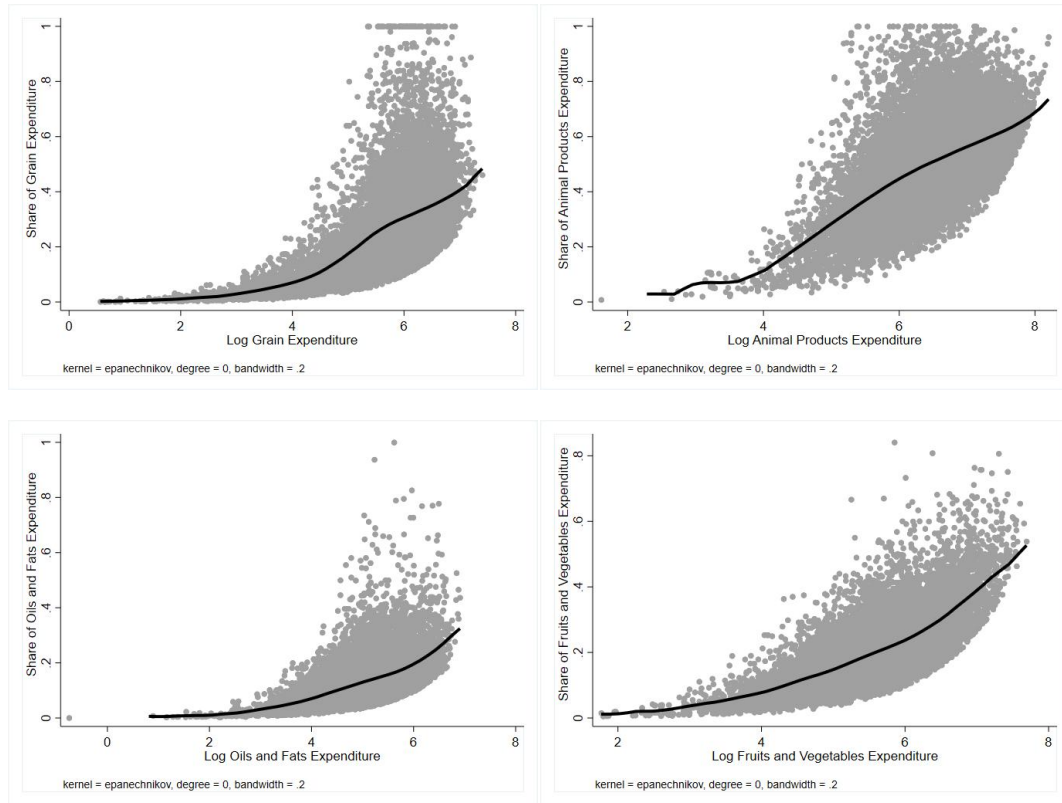 Share of Grain Expenditure
1
.8
.6
.4
.2
0
0 2 4 6 8
Log Grain Expenditure
kernel = epanechnikov, degree = 0, bandwidth = .2
Share of Animal Products Expenditure
1
.8
.6
.4
.2
0
2 4 6 8
Log Animal Products Expenditure
kernel = epanechnikov, degree = 0, bandwidth = .2
Share of Oils and Fats Expenditure
1
.8
.6
.4
.2
0
0 2 4 6 8
Log Oils and Fats Expenditure
kernel = epanechnikov, degree = 0, bandwidth = .2
Share of Fruits and Vegetables Expenditure
.8
.6
.4
.2
0
2 4 6 8
Log Fruits and Vegetables Expenditure
kernel = epanechnikov, degree = 0, bandwidth = .2